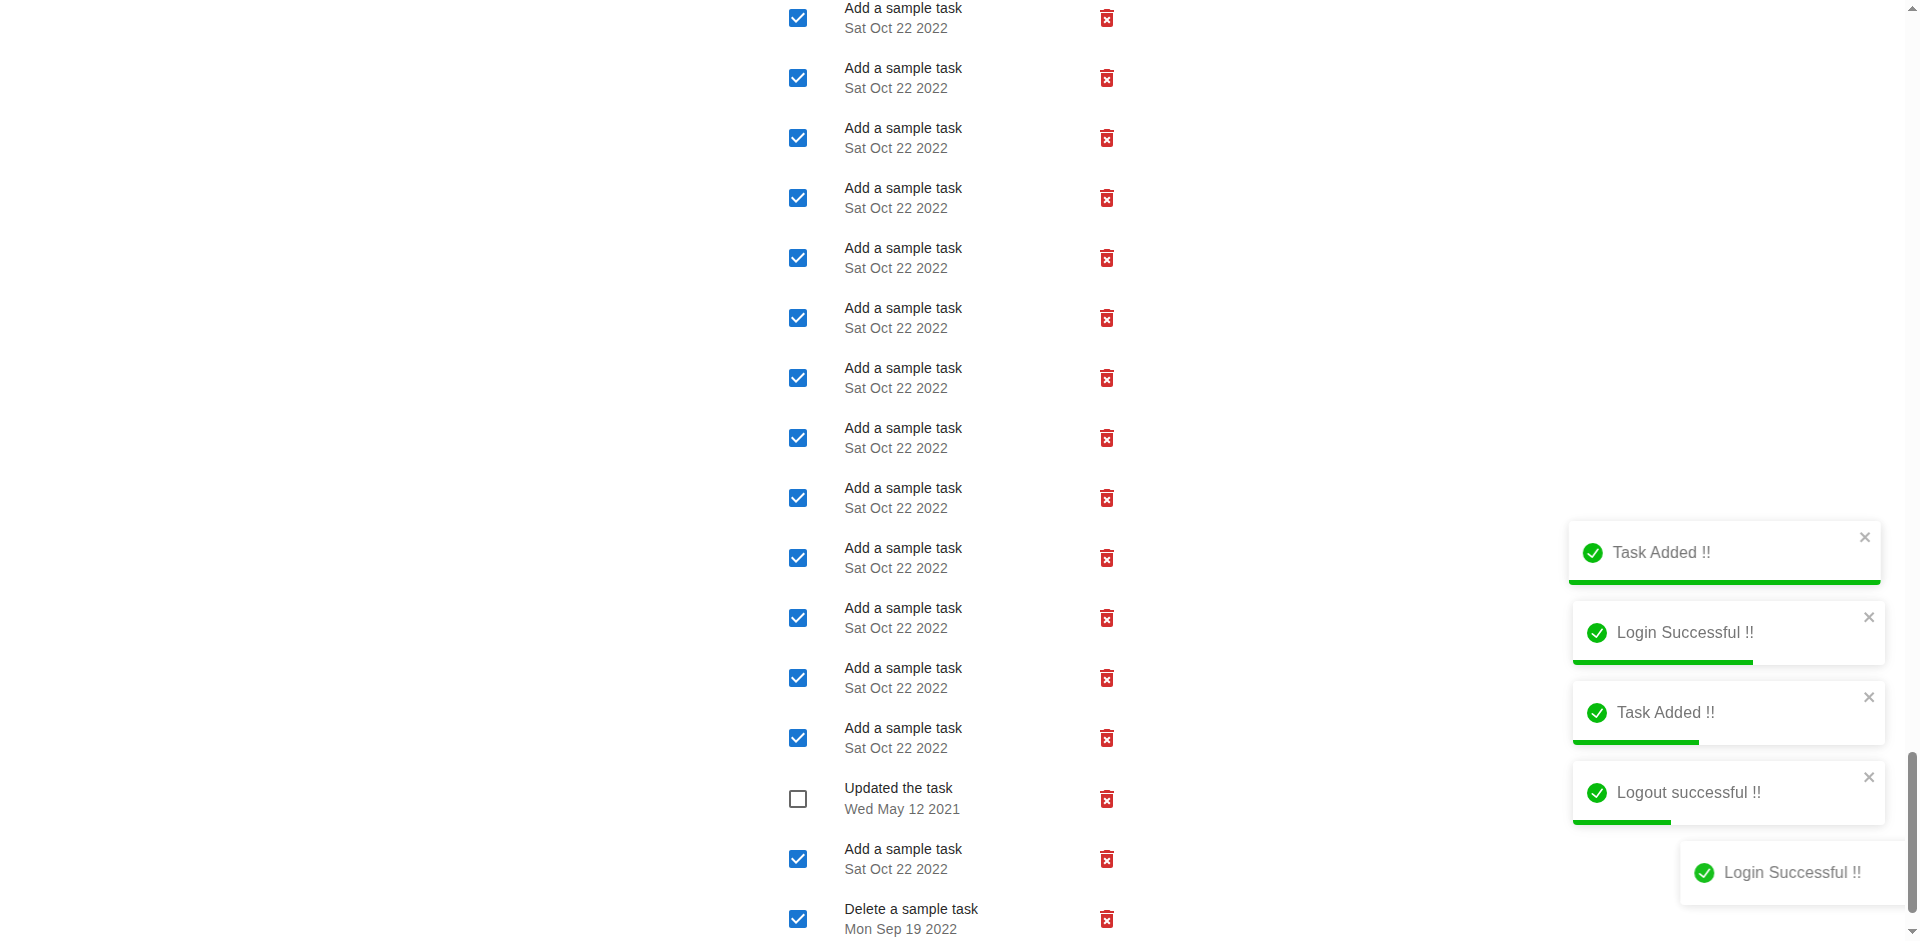 Add a sample task
Sat Oct 22 2022
Add a sample task
Sat Oct 22 2022
Add a sample task
Sat Oct 22 2022
Add a sample task
Sat Oct 22 2022
Add a sample task
Sat Oct 22 2022
Add a sample task
Sat Oct 22 2022
Add a sample task
Sat Oct 22 2022
Add a sample task
Sat Oct 22 2022
Add a sample task
Sat Oct 22 2022
Add a sample task
Sat Oct 22 2022
Add a sample task
Sat Oct 22 2022
Add a sample task
Sat Oct 22 2022
Add a sample task
Sat Oct 22 2022
Updated the task
Wed May 12 2021
Add a sample task
Sat Oct 22 2022
Delete a sample task
Mon Sep 19 2022
Task Added !!
Login Successful !!
Task Added !!
Logout successful !!
Login Successful !!